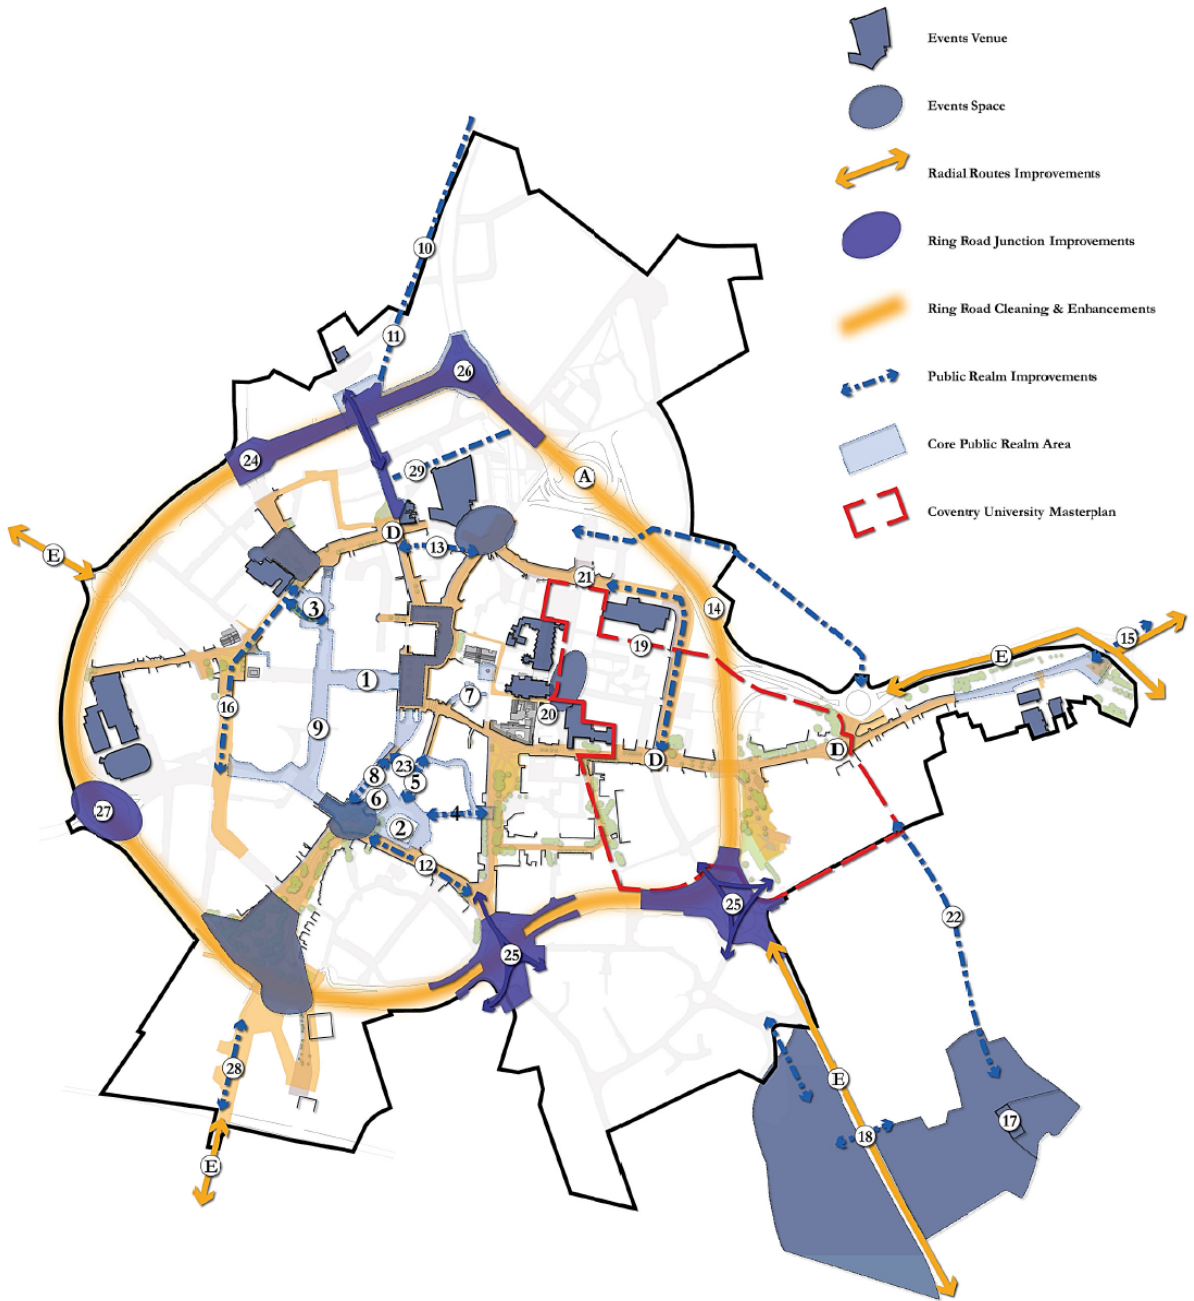 Events Venue
Events Space
Radial Routes Improvements
Ring Road Junction Improvements
Ring Road Cleaning & Enhancements
Public Realm Improvements
Core Public Realm Area
Coventry University Masterplan
10
11
26
24
29
A
D
13
E
21
3
14
19
15
E
1
7
16
20
9
D
D
8
23
5
6
27
4
2
12
25
22
25
28
E
17
18
E